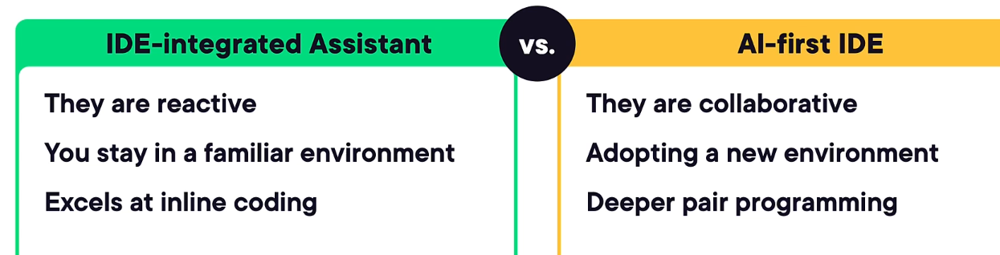 IDE-integrated Assistant
vs.
AI-first IDE
They are reactive
You stay in a familiar environment
Excels at inline coding
They are collaborative
Adopting a new environment
Deeper pair programming